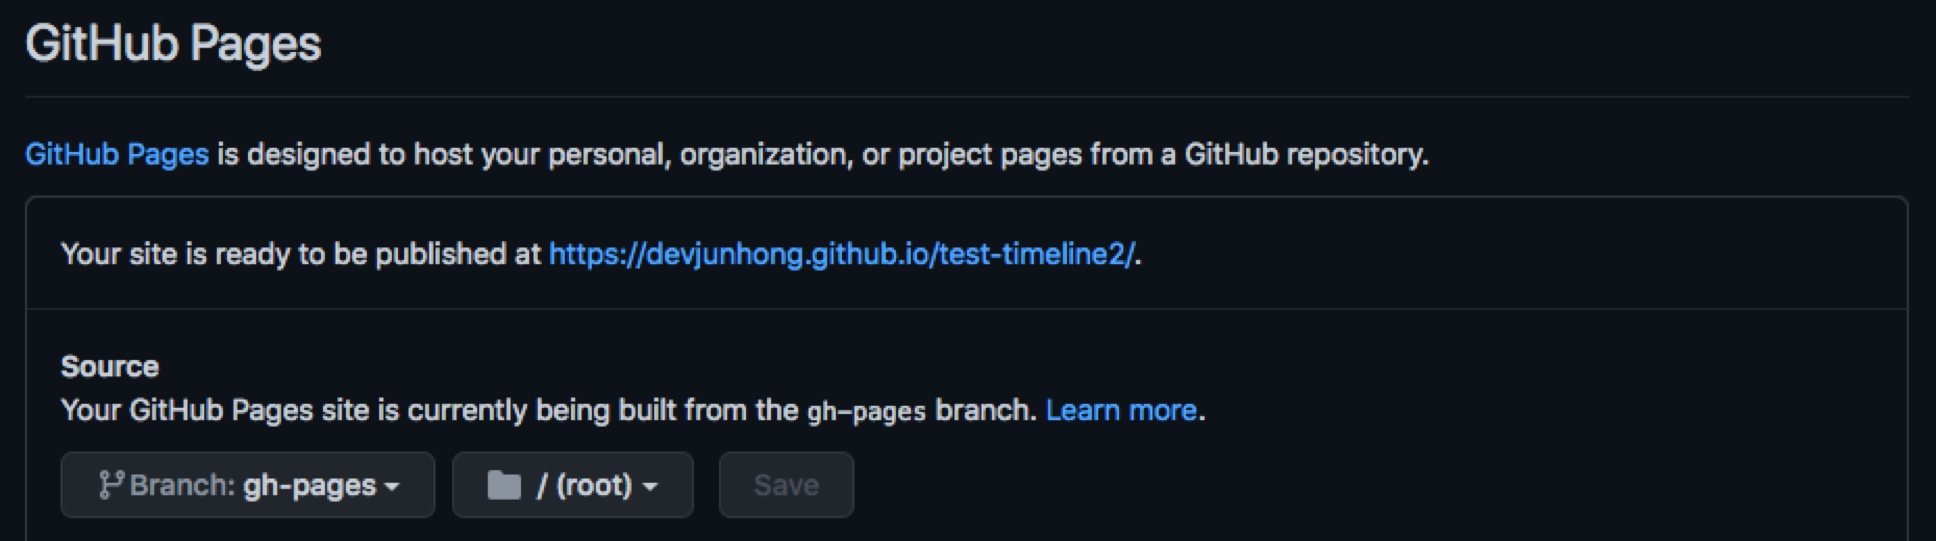 GitHub Pages
GitHub Pages is designed to host your personal, organization, or project pages from a GitHub repository.
Your site is ready to be published at https://devjunhong.github.io/test-timeline2/.
Source
Your GitHub Pages site is currently being built from the gh-pages branch. Learn more.
Branch: gh-pages / (root) Save